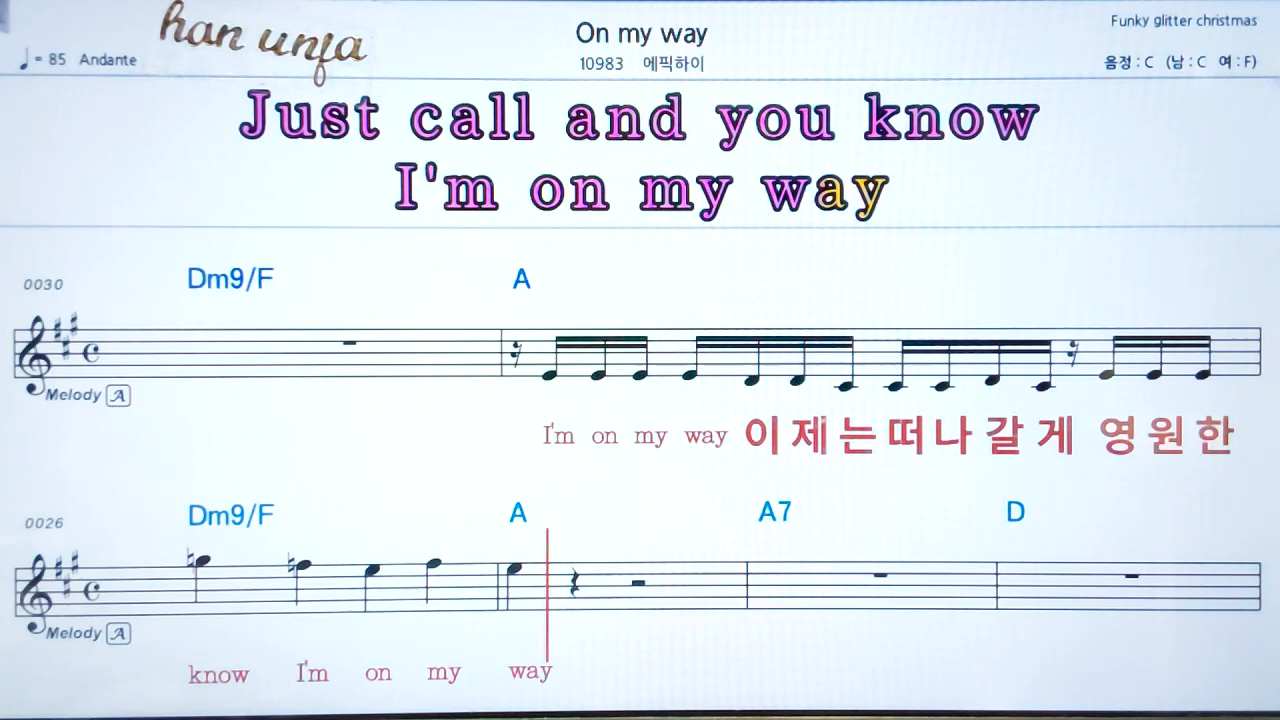 han unfa
On my way
Funky glitter christmas
♩ = 85 Andante
10983 에픽하이
음정 : C (남 : C 여 : F)
Just call and you know
I'm on my way
0030 Dm9/F A
Melody A
I'm on my way 이 제 는 떠 나 갈 게 영 원 한
0026 Dm9/F A A7 D
Melody A
know I'm on my way